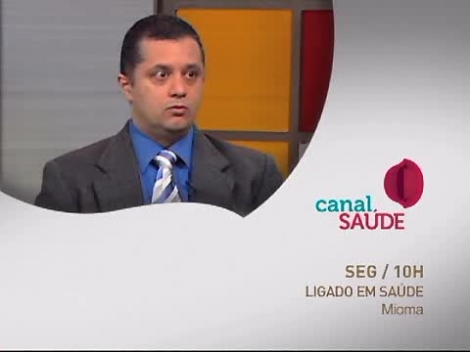 canal
SAÚDE
SEG / 10H
LIGADO EM SAÚDE
Mioma